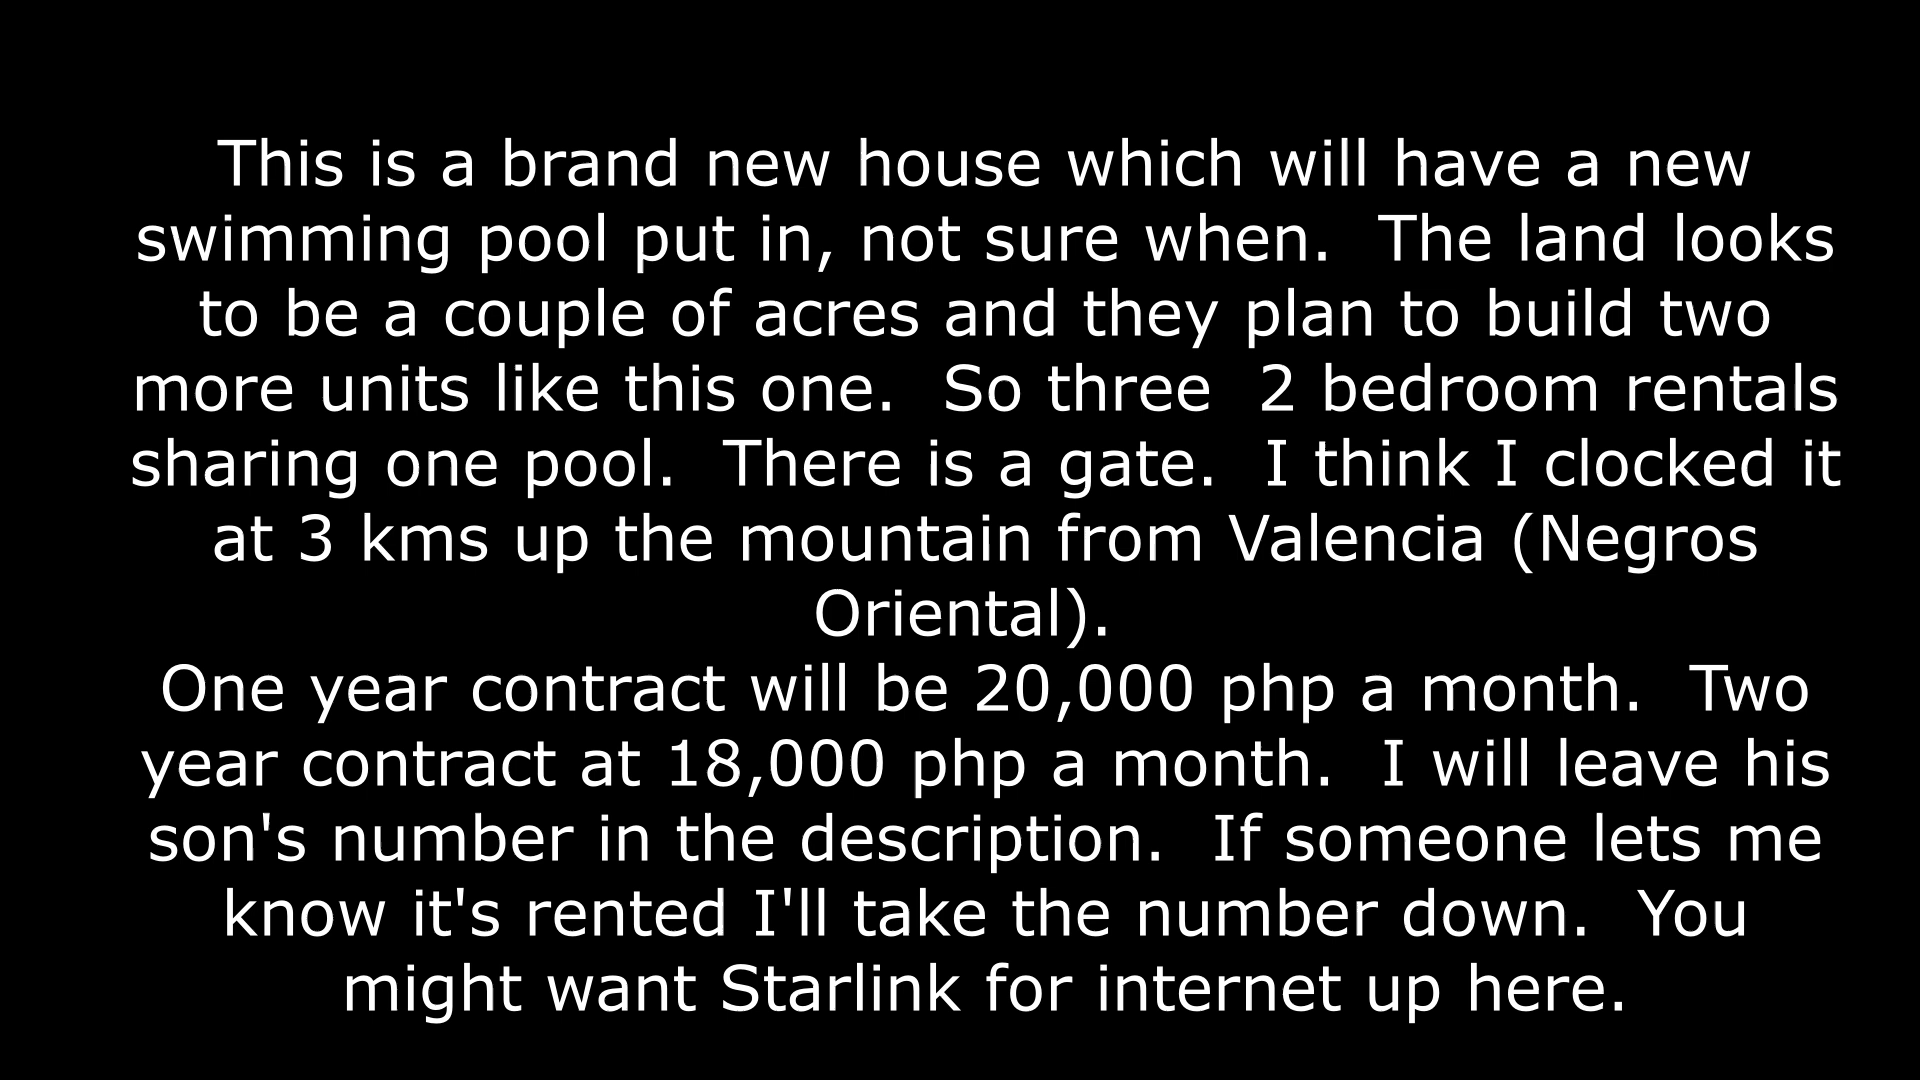 This is a brand new house which will have a new
swimming pool put in, not sure when.  The land looks
to be a couple of acres and they plan to build two
more units like this one.  So three  2 bedroom rentals
sharing one pool.  There is a gate.  I think I clocked it
at 3 kms up the mountain from Valencia (Negros
Oriental).
One year contract will be 20,000 php a month.  Two
year contract at 18,000 php a month.  I will leave his
son's number in the description.  If someone lets me
know it's rented I'll take the number down.  You
might want Starlink for internet up here.